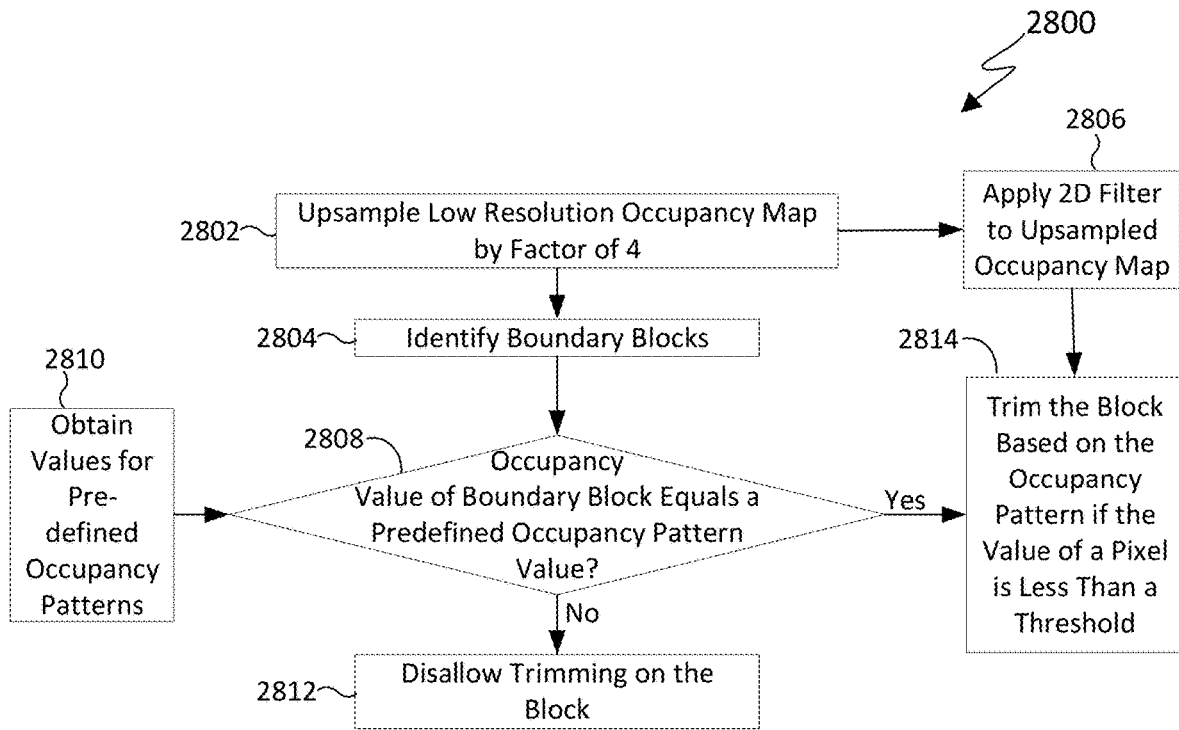 2800
2806
Apply 2D Filter
to Upsampled
Occupancy Map
2802
Upsample Low Resolution Occupancy Map
by Factor of 4
2804
Identify Boundary Blocks
2810
Obtain
Values for
Pre-
defined
Occupancy
Patterns
2808
Occupancy
Value of Boundary Block Equals a
Predefined Occupancy Pattern
Value?
Yes
No
2814
Trim the Block
Based on the
Occupancy
Pattern if the
Value of a Pixel
is Less Than a
Threshold
2812
Disallow Trimming on the
Block